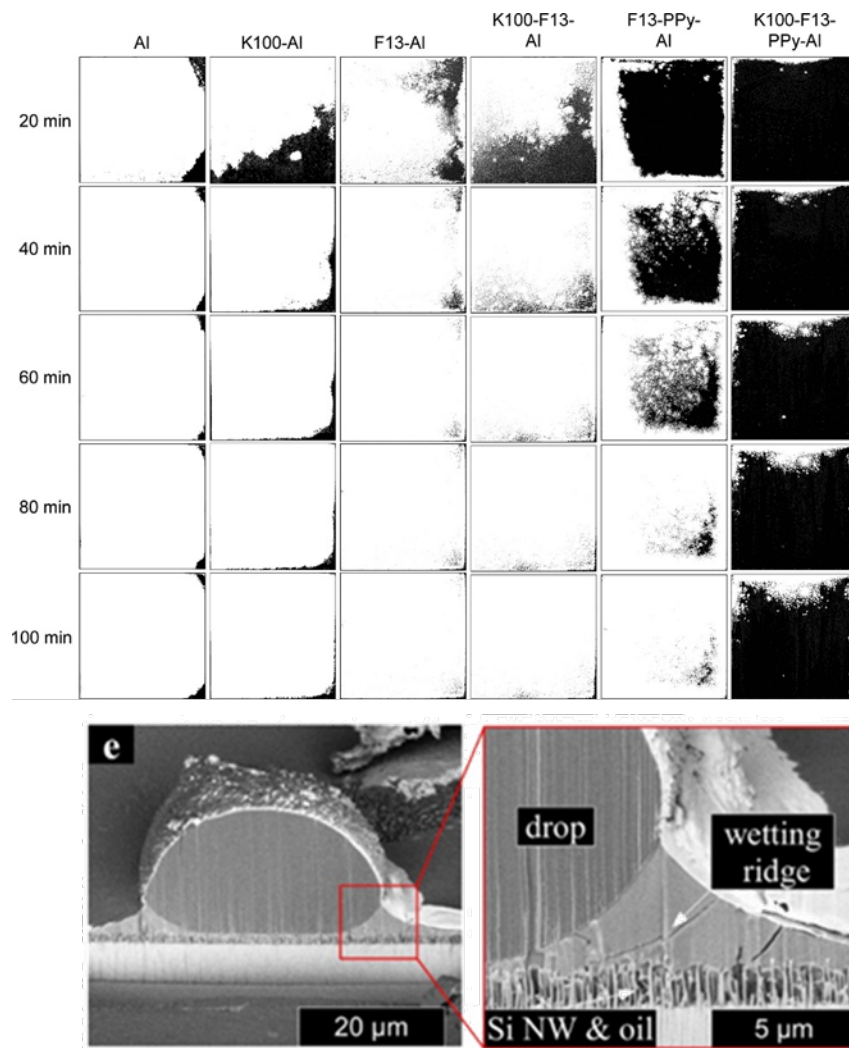 Al K100-Al F13-Al K100-F13-Al F13-PPy-Al K100-F13-PPy-Al
20 min
40 min
60 min
80 min
100 min
e
drop
wetting
ridge
20 µm
Si NW & oil
5 µm